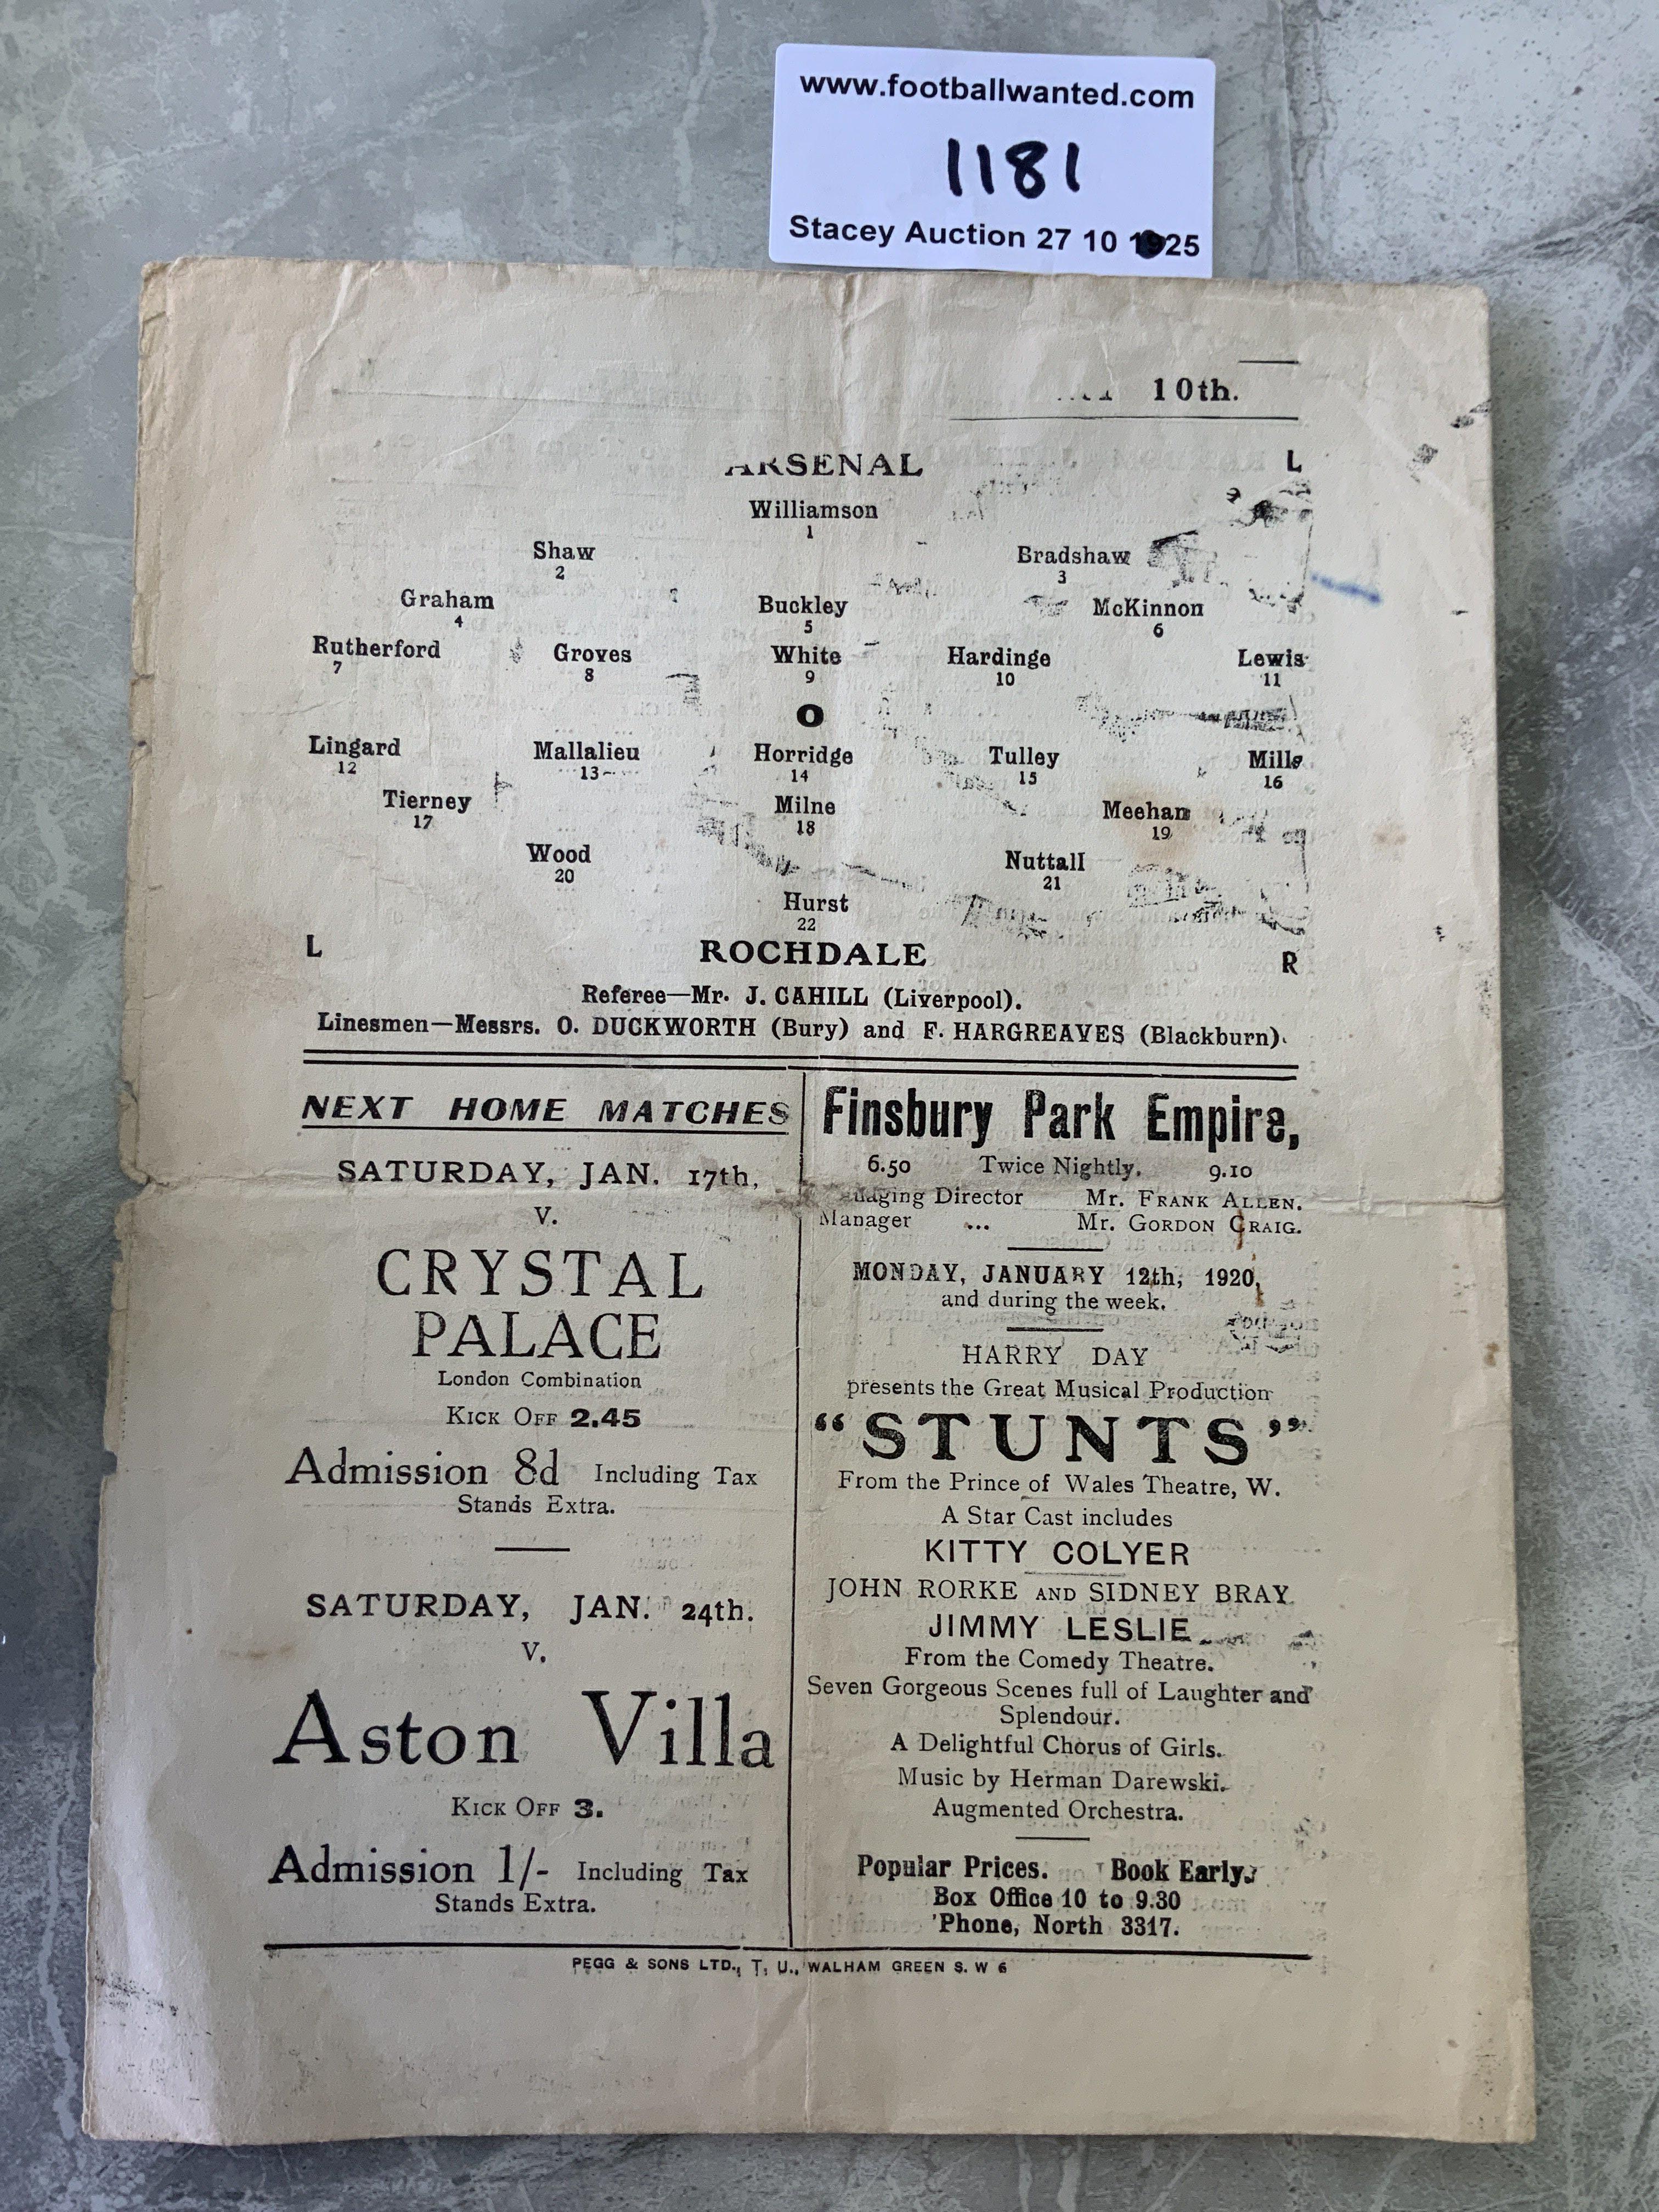 www.footballwanted.com
1181
Stacey Auction 27 10 25
10th.
ARSENAL L
Williamson
1
Shaw Bradshaw
2 3
Graham Buckley McKinnon
4 5 6
Rutherford Groves White Hardinge Lewis
7 8 9 10 11
O
Lingard Mallalieu Horridge Tulley Mills
12 13 14 15 16
Tierney Milne Meehan
17 18 19
Wood Nuttall
20 21
Hurst
22
L ROCHDALE R
Referee—Mr. J. CAHILL (Liverpool).
Linesmen—Messrs. O. DUCKWORTH (Bury) and F. HARGREAVES (Blackburn).
NEXT HOME MATCHES
SATURDAY, JAN. 17th,
V.
CRYSTAL
PALACE
London Combination
KICK OFF 2.45
Admission 8d Including Tax
Stands Extra.
SATURDAY, JAN. 24th.
V.
Aston Villa
KICK OFF 3.
Admission 1/- Including Tax
Stands Extra.
Finsbury Park Empire,
6.50 Twice Nightly. 9.10
Director Mr. FRANK ALLEN.
Manager ... Mr. GORDON CRAIG.
MONDAY, JANUARY 12th, 1920,
and during the week.
HARRY DAY
presents the Great Musical Production
"STUNTS"
From the Prince of Wales Theatre, W.
A Star Cast includes
KITTY COLYER
JOHN RORKE AND SIDNEY BRAY
JIMMY LESLIE
From the Comedy Theatre.
Seven Gorgeous Scenes full of Laughter and
Splendour.
A Delightful Chorus of Girls.
Music by Herman Darewski.
Augmented Orchestra.
Popular Prices. Book Early.
Box Office 10 to 9.30
'Phone, North 3317.
PEGG & SONS LTD., T. U., WALHAM GREEN S. W 6